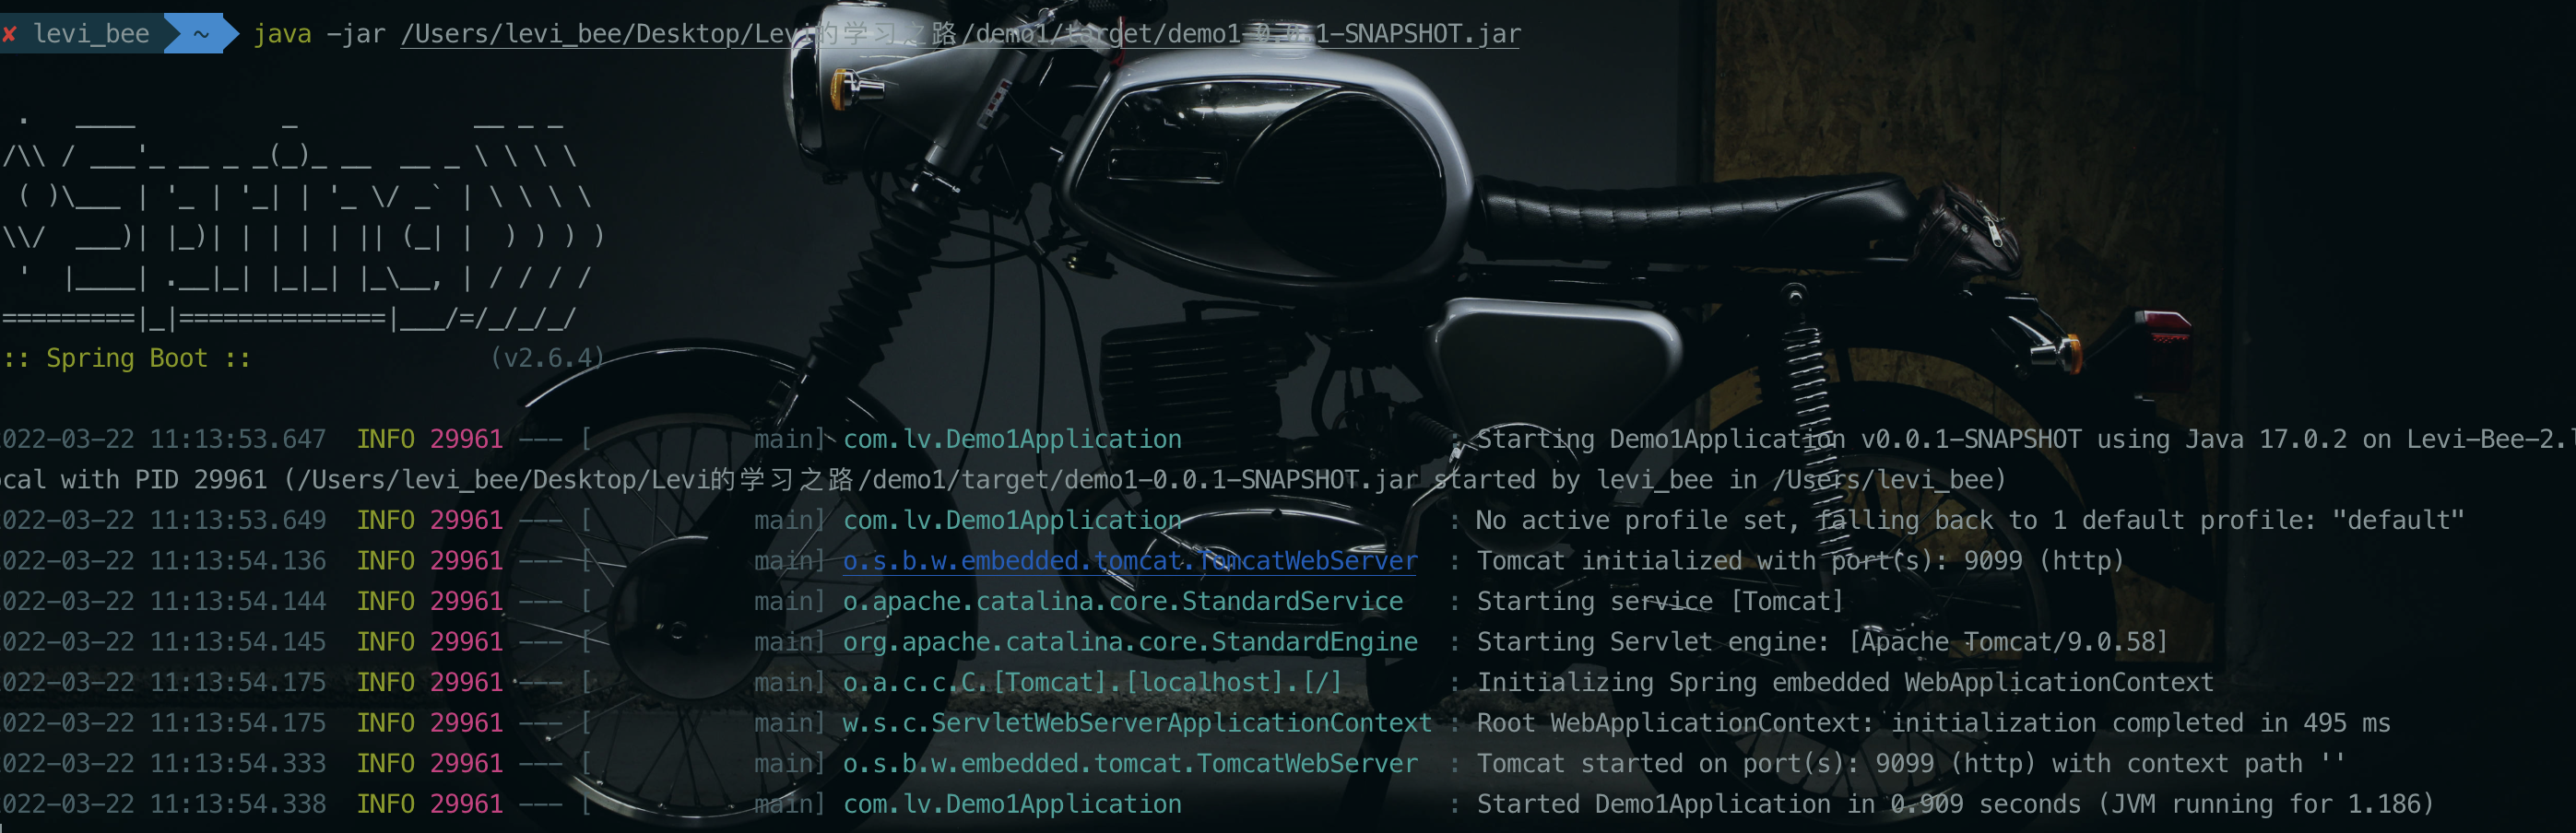 ✘ levi_bee ~ java -jar /Users/levi_bee/Desktop/Levi的学习之路/demo1/target/demo1-0.0.1-SNAPSHOT.jar
  .   ____          _            __ _ _
/\\ / ___'_ __ _ _(_)_ __  __ _ \ \ \ \
 ( )\___ | '_ | '_| | '_ \/ _` | \ \ \ \
\\/  ___)| |_)| | | | | || (_| |  ) ) ) )
 '  |____| .__|_| |_|_| |_\__, | / / / /
=========|_|==============|___/=/_/_/_/
:: Spring Boot ::                (v2.6.4)
022-03-22 11:13:53.647  INFO 29961 --- [           main] com.lv.Demo1Application                  : Starting Demo1Application v0.0.1-SNAPSHOT using Java 17.0.2 on Levi-Bee-2.l
ocal with PID 29961 (/Users/levi_bee/Desktop/Levi的学习之路/demo1/target/demo1-0.0.1-SNAPSHOT.jar started by levi_bee in /Users/levi_bee)
022-03-22 11:13:53.649  INFO 29961 --- [           main] com.lv.Demo1Application                  : No active profile set, falling back to 1 default profile: "default"
022-03-22 11:13:54.136  INFO 29961 --- [           main] o.s.b.w.embedded.tomcat.TomcatWebServer  : Tomcat initialized with port(s): 9099 (http)
022-03-22 11:13:54.144  INFO 29961 --- [           main] o.apache.catalina.core.StandardService   : Starting service [Tomcat]
022-03-22 11:13:54.145  INFO 29961 --- [           main] org.apache.catalina.core.StandardEngine  : Starting Servlet engine: [Apache Tomcat/9.0.58]
022-03-22 11:13:54.175  INFO 29961 --- [           main] o.a.c.c.C.[Tomcat].[localhost].[/]       : Initializing Spring embedded WebApplicationContext
022-03-22 11:13:54.175  INFO 29961 --- [           main] w.s.c.ServletWebServerApplicationContext : Root WebApplicationContext: initialization completed in 495 ms
022-03-22 11:13:54.333  INFO 29961 --- [           main] o.s.b.w.embedded.tomcat.TomcatWebServer  : Tomcat started on port(s): 9099 (http) with context path ''
022-03-22 11:13:54.338  INFO 29961 --- [           main] com.lv.Demo1Application                  : Started Demo1Application in 0.909 seconds (JVM running for 1.186)